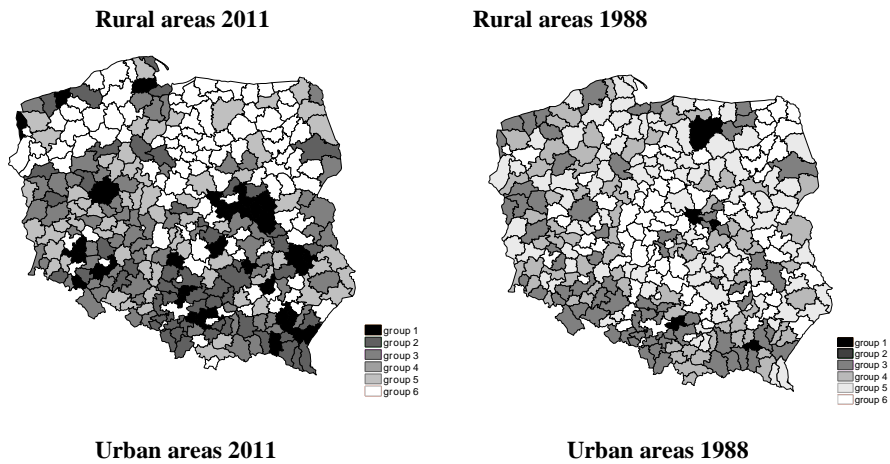 Rural areas 2011
Rural areas 1988
group 1
group 2
group 3
group 4
group 5
group 6
group 1
group 2
group 3
group 4
group 5
group 6
Urban areas 2011
Urban areas 1988